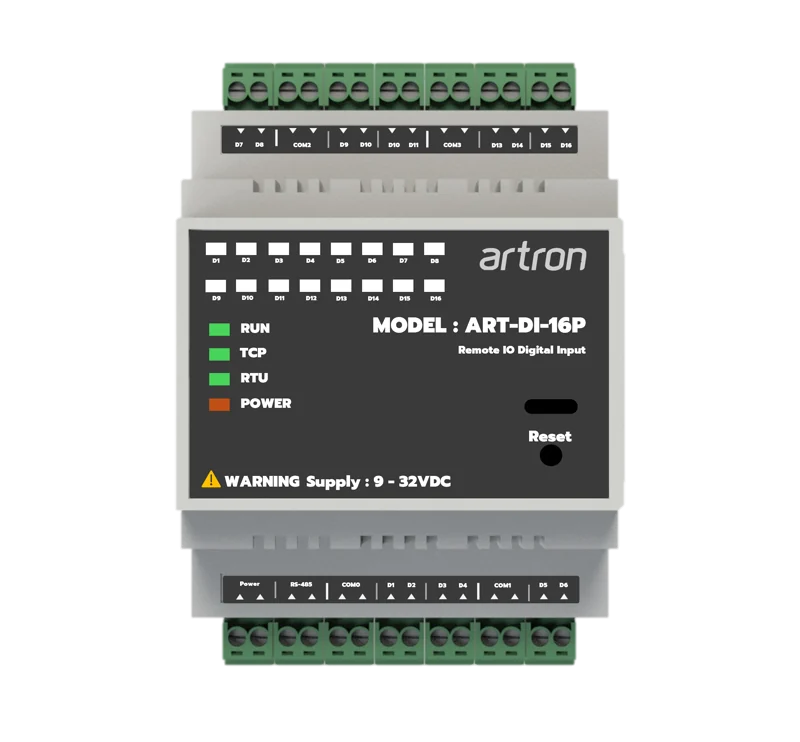 D7 D8 COM2 D9 D10 D10 D11 COM3 D13 D14 D15 D16
D1 D2 D3 D4 D5 D6 D7 D8
artron
D9 D10 D11 D12 D13 D14 D15 D16
RUN
MODEL : ART-DI-16P
TCP
Remote IO Digital Input
RTU
POWER
Reset
WARNING Supply : 9 - 32VDC
Power RS-485 COM0 D1 D2 D3 D4 COM1 D5 D6